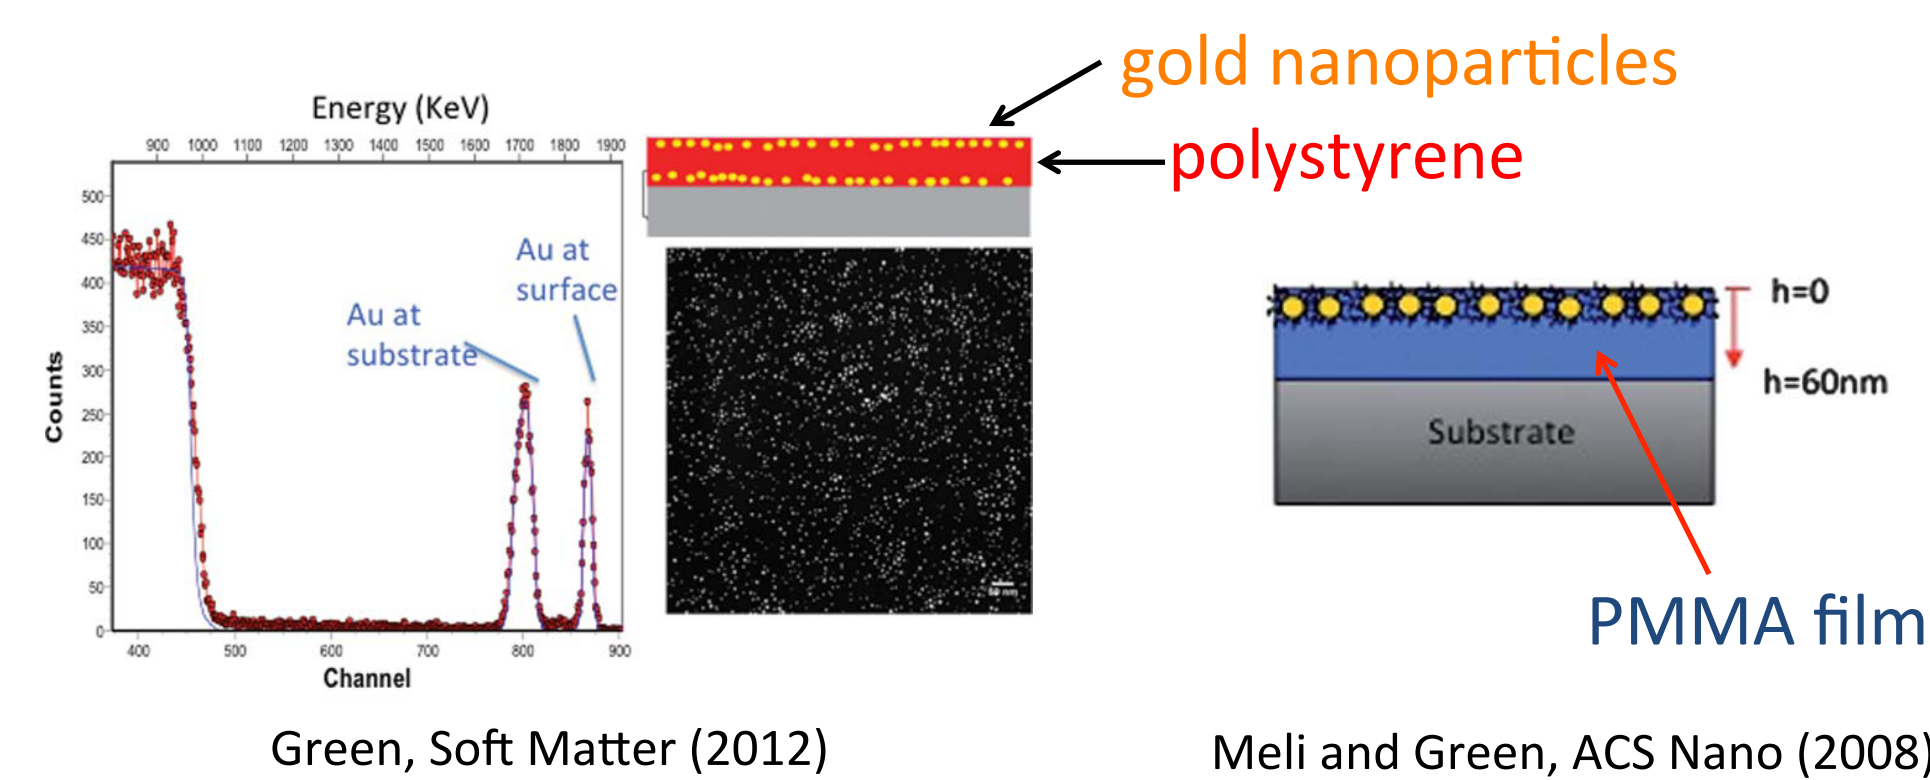 gold nanoparticles
polystyrene
Energy (KeV)
900 1000 1100 1200 1300 1400 1500 1600 1700 1800 1900
500
450
400
350
300
250
200
150
100
50
0
Counts
Au at
surface
Au at
substrate
400 500 600 700 800 900
Channel
h=0
h=60nm
Substrate
PMMA film
Green, Soft Matter (2012)
Meli and Green, ACS Nano (2008)